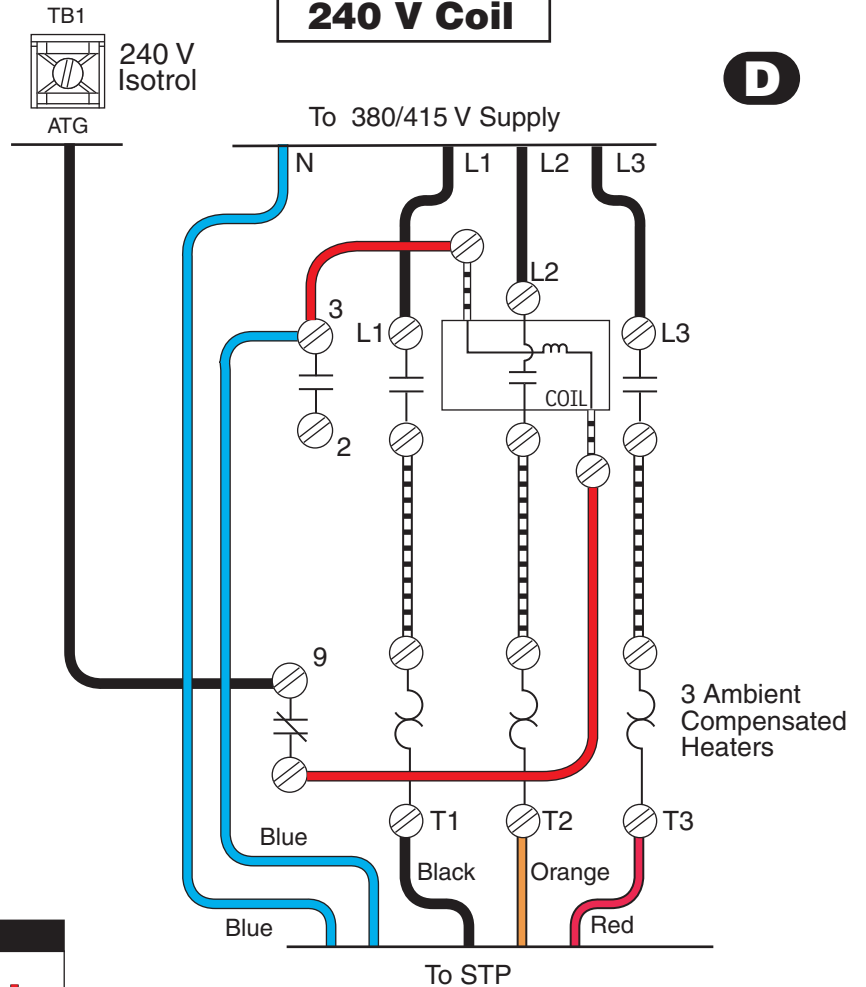 240 V Coil
TB1
240 V
Isotrol
D
ATG
To 380/415 V Supply
N
L1
L2
L3
L2
3
L1
L3
COIL
2
9
3 Ambient
Compensated
Heaters
T1
T2
T3
Blue
Black
Orange
Blue
Red
To STP